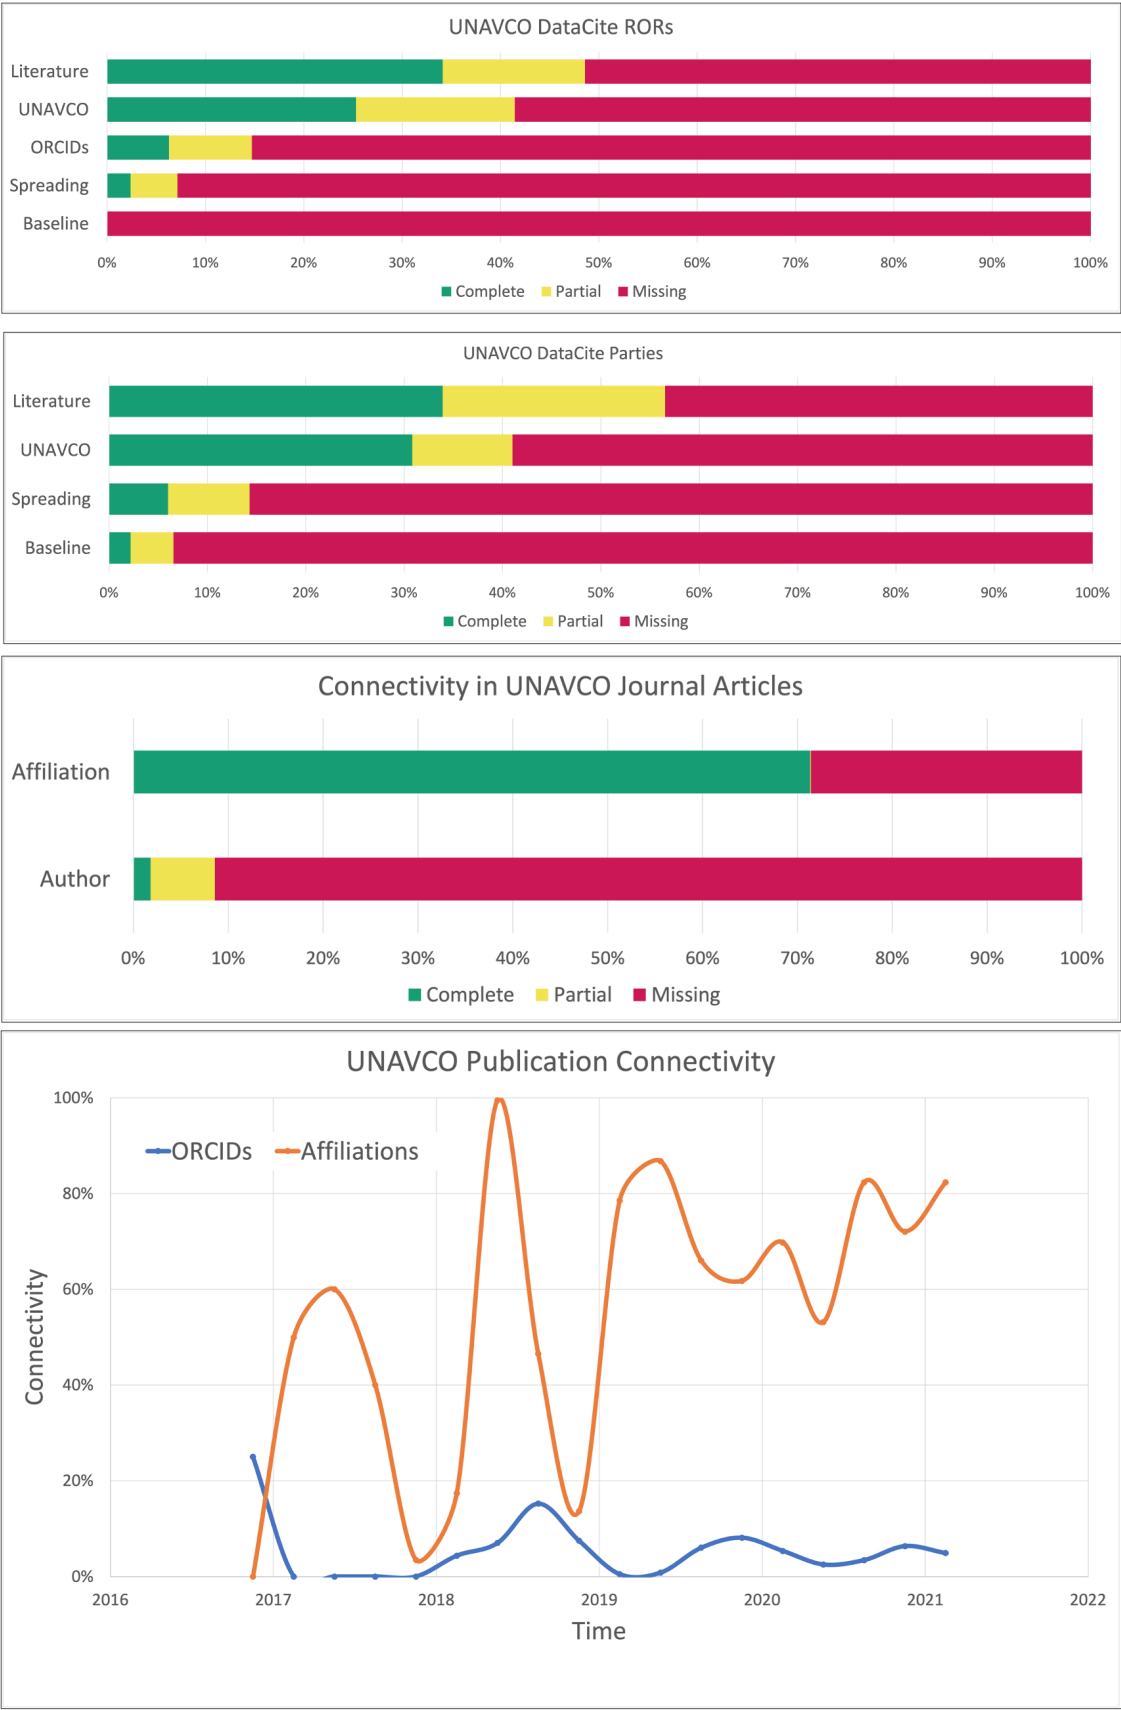 UNAVCO DataCite RORs
Literature
UNAVCO
ORCIDs
Spreading
Baseline
0% 10% 20% 30% 40% 50% 60% 70% 80% 90% 100%
Complete Partial Missing
UNAVCO DataCite Parties
Literature
UNAVCO
Spreading
Baseline
0% 10% 20% 30% 40% 50% 60% 70% 80% 90% 100%
Complete Partial Missing
Connectivity in UNAVCO Journal Articles
Affiliation
Author
0% 10% 20% 30% 40% 50% 60% 70% 80% 90% 100%
Complete Partial Missing
UNAVCO Publication Connectivity
100%
ORCIDs Affiliations
80%
60%
Connectivity
40%
20%
0%
2016 2017 2018 2019 2020 2021 2022
Time